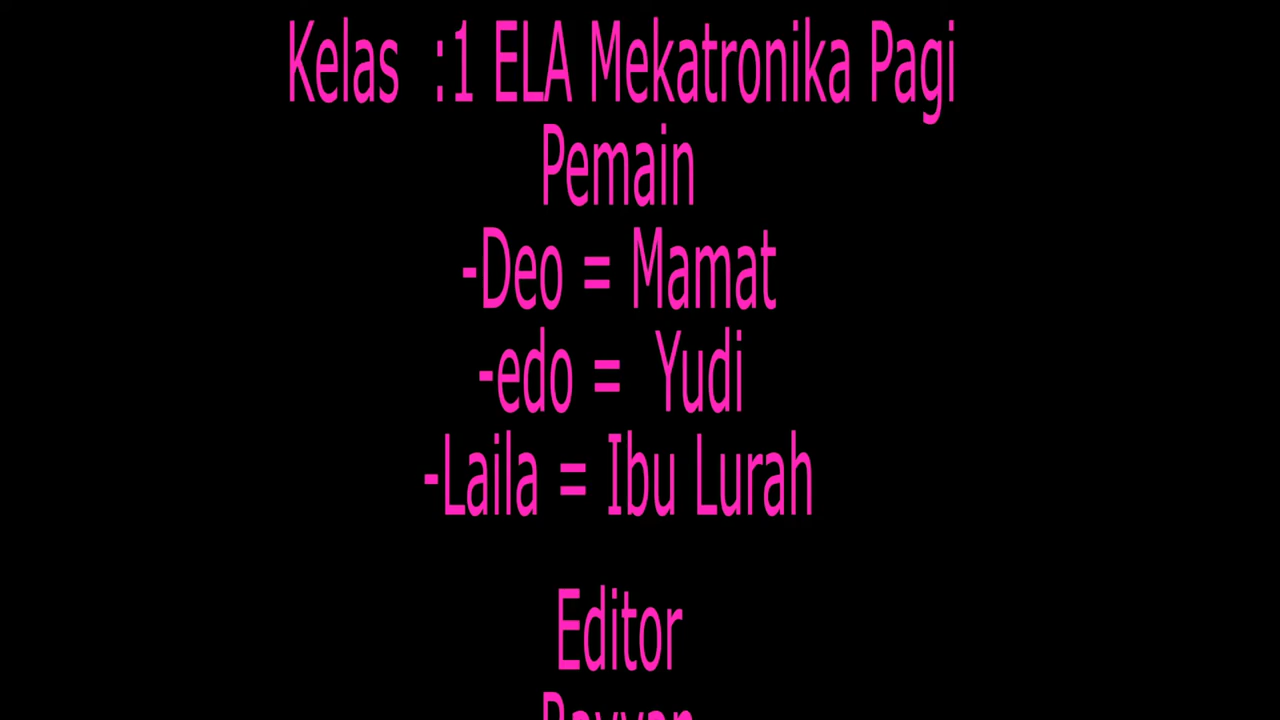 Kelas  :1 ELA Mekatronika Pagi
Pemain
-Deo = Mamat
-edo =  Yudi
-Laila = Ibu Lurah
Editor